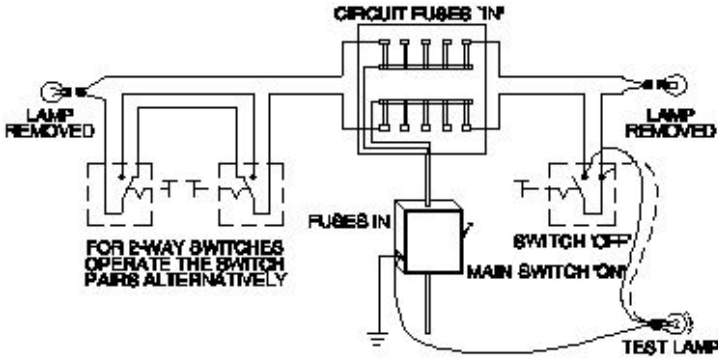 CIRCUIT FUSES 'IN'
LAMP
REMOVED
LAMP
REMOVED
FUSES IN
SWITCH 'OFF'
FOR 2-WAY SWITCHES
OPERATE THE SWITCH
PAIRS ALTERNATIVELY
MAIN SWITCH 'ON'
TEST LAMP